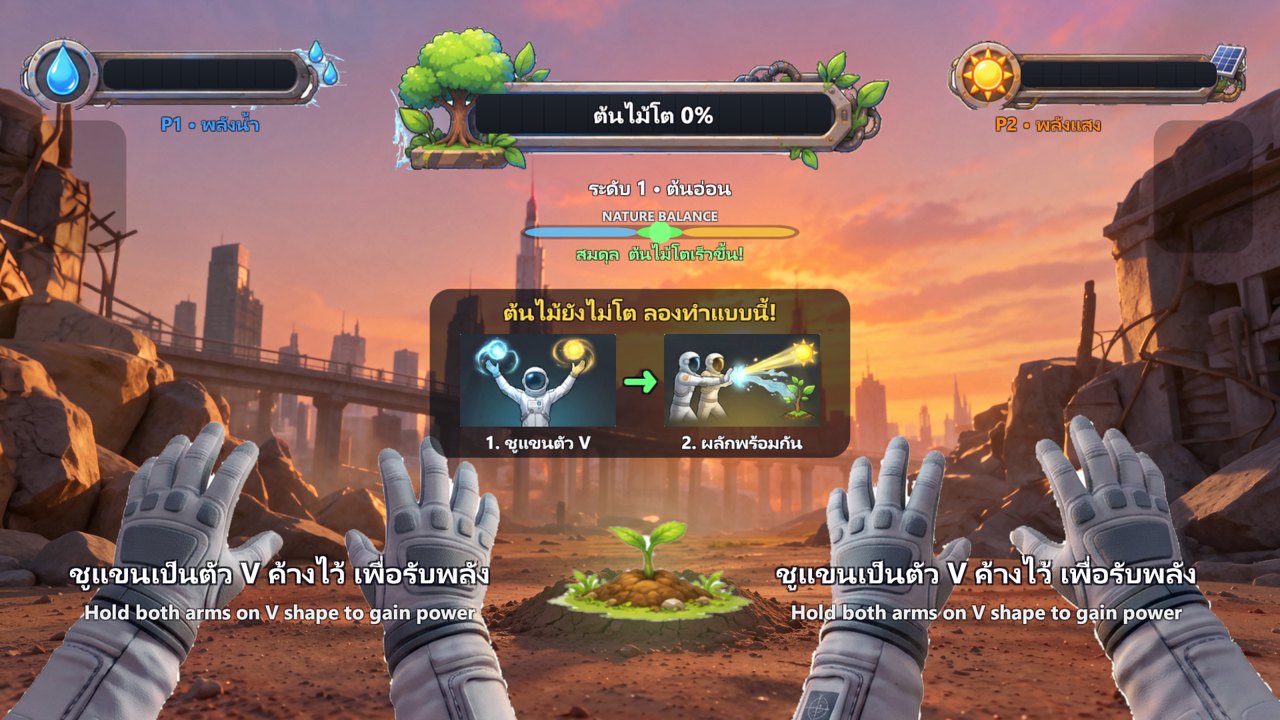 ต้นไม้โต 0%
P1 • พลังน้ำ
P2 • พลังแสง
ระดับ 1 • ต้นอ่อน
NATURE BALANCE
สมดุล ต้นไม้โตเร็วขึ้น!
ต้นไม้ยังไม่โต ลองทำแบบนี้!
1. ชูแขนตัว V
2. ผลักพร้อมกัน
ชูแขนเป็นตัว V ค้างไว้ เพื่อรับพลัง
Hold both arms on V shape to gain power
ชูแขนเป็นตัว V ค้างไว้ เพื่อรับพลัง
Hold both arms on V shape to gain power